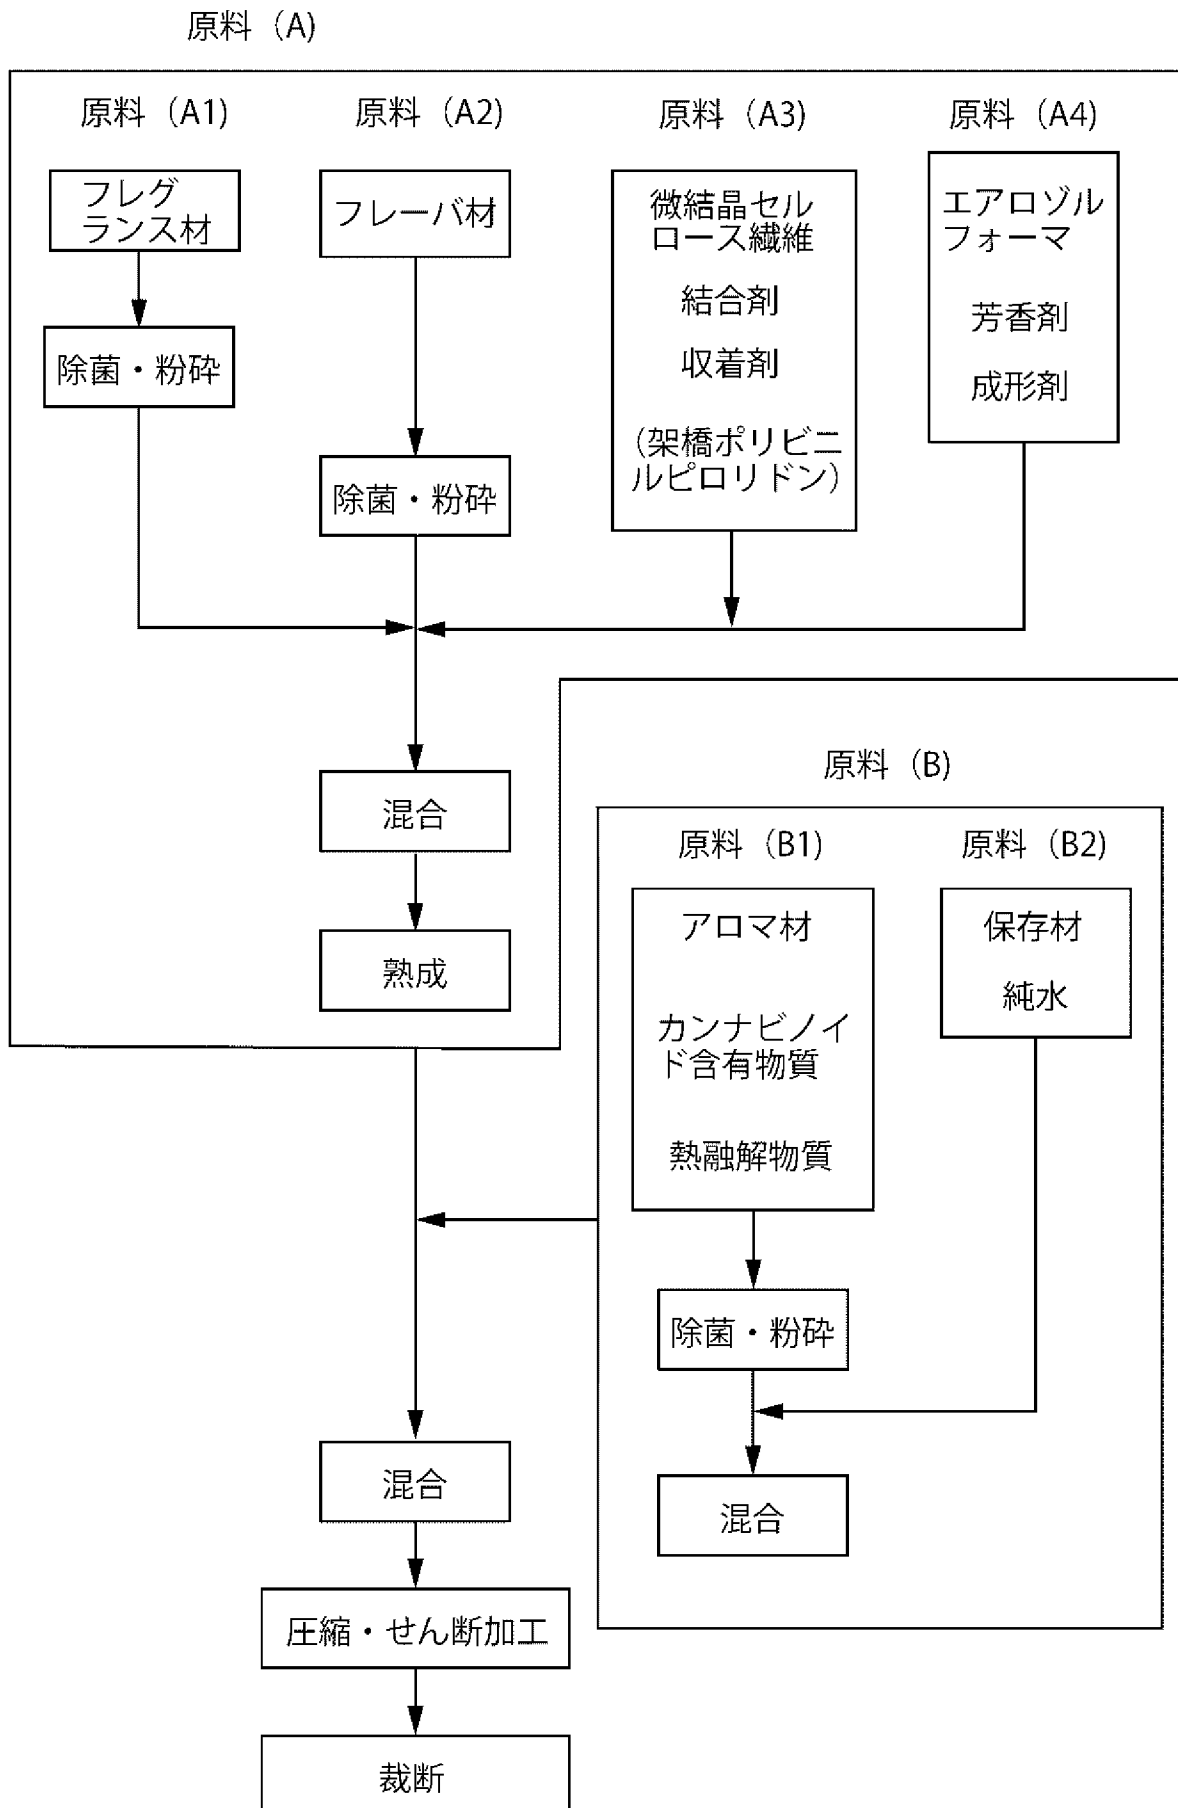 原料（A）
原料（A1）
原料（A2）
原料（A3）
原料（A4）
フレグ
ランス材
除菌・粉砕
フレーバ材
除菌・粉砕
微結晶セル
ロース繊維
結合剤
収着剤
（架橋ポリビニ
ルピロリドン）
エアロゾル
フォーマ
芳香剤
成形剤
混合
熟成
原料（B）
原料（B1）
原料（B2）
アロマ材
カンナビノイ
ド含有物質
熱融解物質
保存材
純水
除菌・粉砕
混合
混合
圧縮・せん断加工
裁断